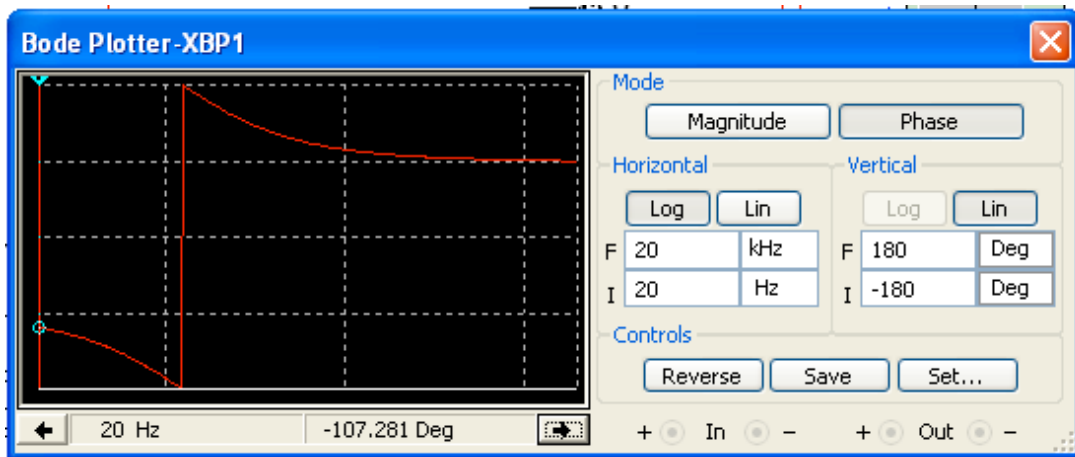 Bode Plotter-XBP1
Mode
Magnitude Phase
Horizontal Vertical
Log Lin Log Lin
F 20 kHz F 180 Deg
I 20 Hz I -180 Deg
Controls
Reverse Save Set...
20 Hz -107.281 Deg + In - + Out -